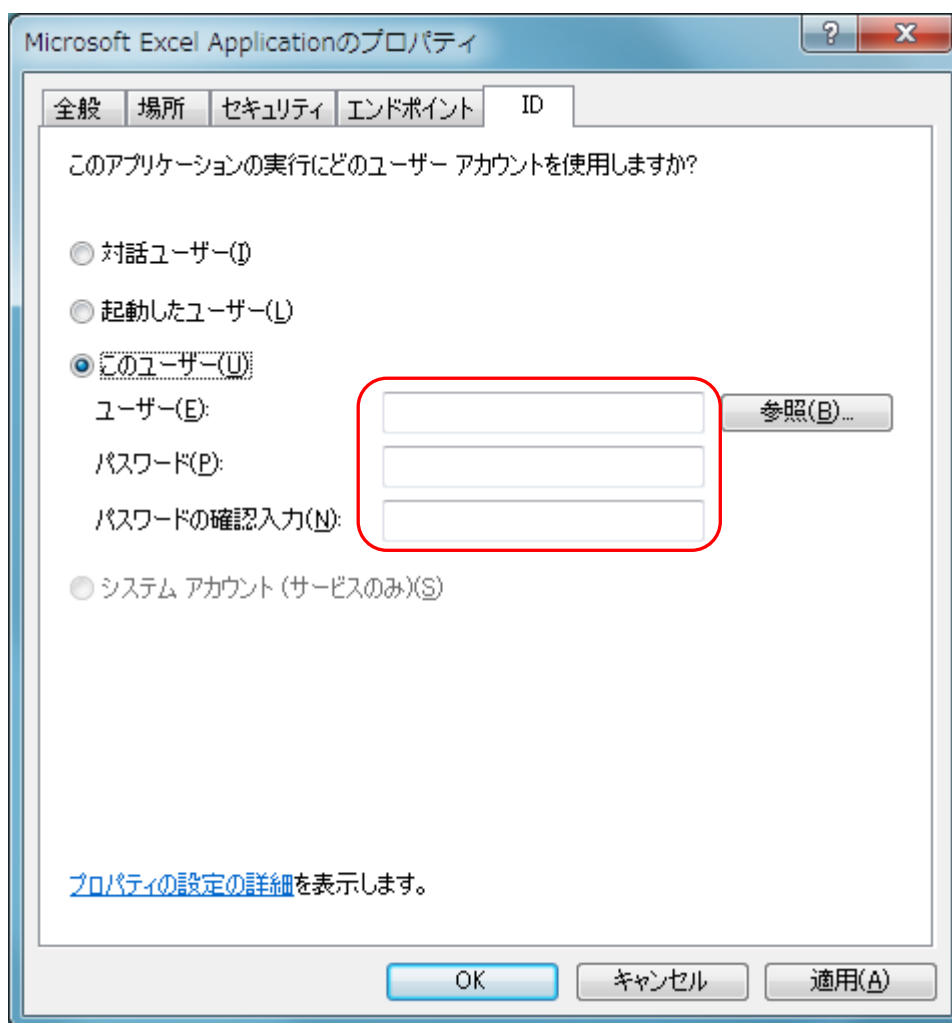 Microsoft Excel Applicationのプロパティ
全般 場所 セキュリティ エンドポイント ID
このアプリケーションの実行にどのユーザー アカウントを使用しますか?
対話ユーザー(I)
起動したユーザー(L)
このユーザー(U)
ユーザー(E): 参照(B)...
パスワード(P):
パスワードの確認入力(N):
システム アカウント (サービスのみ)(S)
プロパティの設定の詳細を表示します。
OK キャンセル 適用(A)